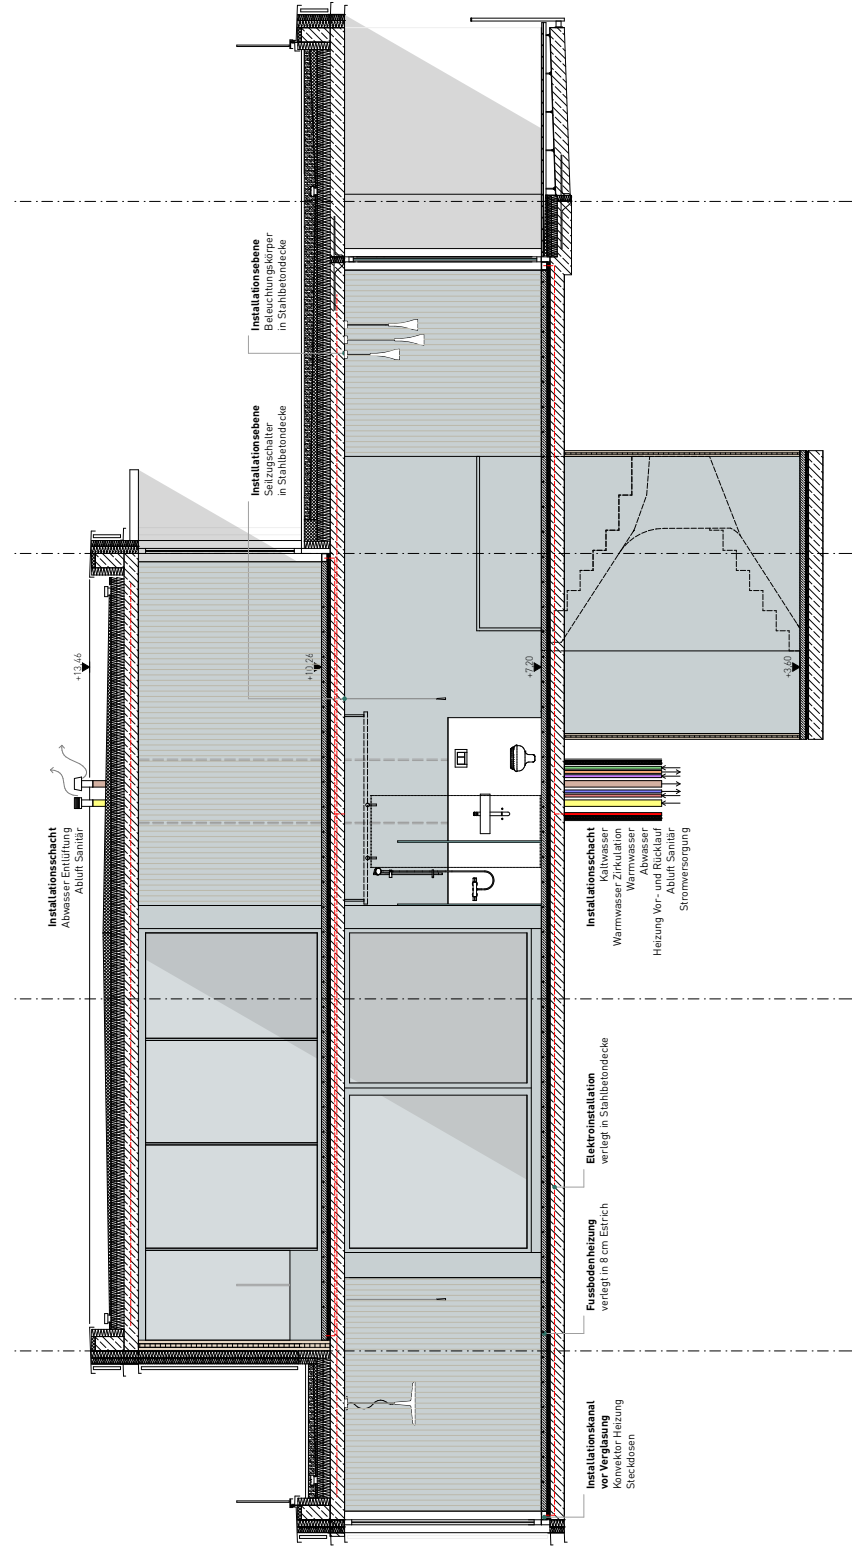 Installationsschacht
Abwasser Entlüftung
Abluft Sanitär
+13.46
Installationsebene
Seilzugschalter
in Stahlbetondecke
Installationsebene
Beleuchtungskörper
in Stahlbetondecke
+10.26
+7.20
+3.60
Installationskanal
vor Verglasung
Konvektor Heizung
Steckdosen
Fussbodenheizung
verlegt in 8 cm Estrich
Elektroinstallation
verlegt in Stahlbetondecke
Installationsschacht
Kaltwasser
Warmwasser Zirkulation
Warmwasser
Abwasser
Heizung Vor- und Rücklauf
Abluft Sanitär
Stromversorgung